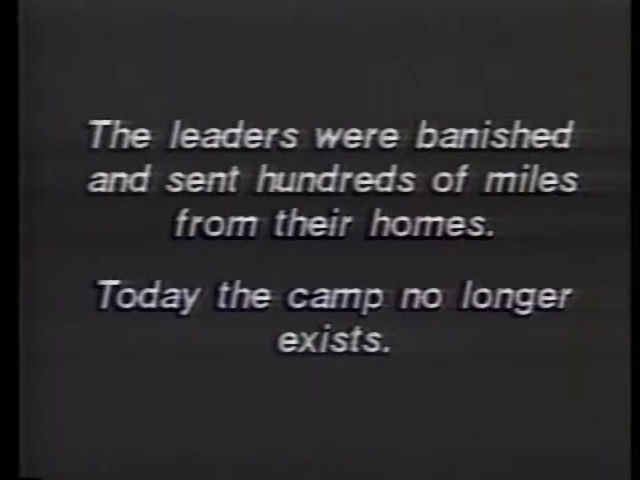 The leaders were banished
and sent hundreds of miles
from their homes.
Today the camp no longer
exists.